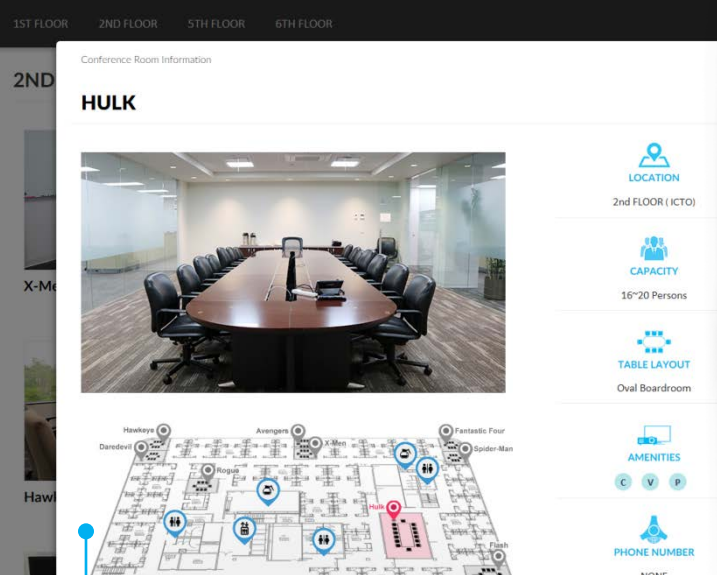 1ST FLOOR 2ND FLOOR 5TH FLOOR 6TH FLOOR
2ND
Conference Room Information
HULK
LOCATION
2nd FLOOR ( ICTO)
CAPACITY
16~20 Persons
TABLE LAYOUT
Oval Boardroom
AMENITIES
C V P
PHONE NUMBER
NONE
X-Me
Hawl
Hawkeye
Avengers
Fantastic Four
Daredevil
X-Men
Spider-Man
Rogue
Hulk
Flash